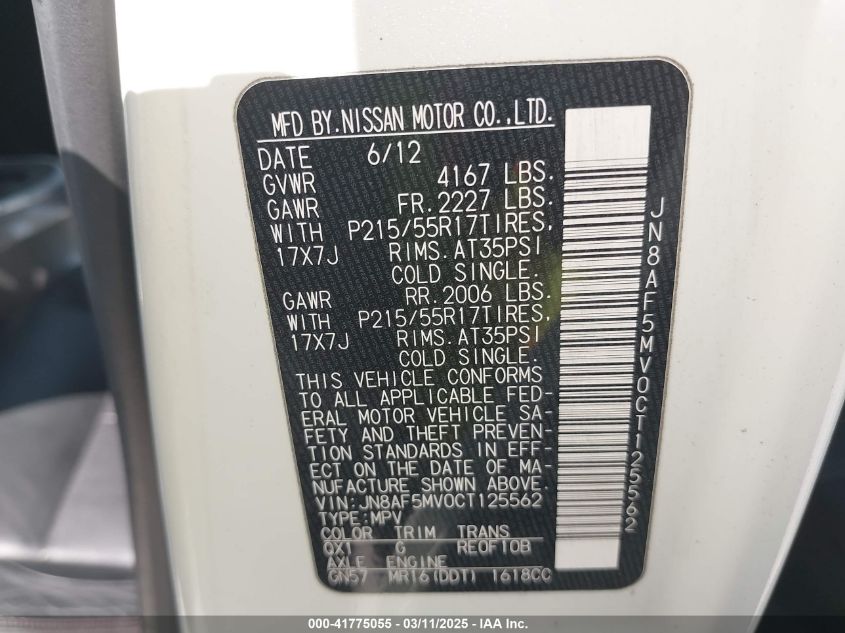 MFD BY.NISSAN MOTOR CO.,LTD.
DATE 6/12
GVWR 4167 LBS.
GAWR FR.2227 LBS.
WITH P215/55R17TIRES,
17X7J RIMS.AT35PSI
COLD SINGLE.
GAWR RR.2006 LBS.
WITH P215/55R17TIRES,
17X7J RIMS.AT35PSI
COLD SINGLE.
THIS VEHICLE CONFORMS
TO ALL APPLICABLE FED-
ERAL MOTOR VEHICLE SA-
FETY AND THEFT PREVEN-
TION STANDARDS IN EFF-
ECT ON THE DATE OF MA-
NUFACTURE SHOWN ABOVE.
VIN:JN8AF5MV0CT125562
TYPE:MPV
COLOR TRIM TRANS
QX1 G RE0F10B
AXLE ENGINE
GN57 MR16(DDT) 1618CC
JN8AF5MV0CT125562
000-41775055 - 03/11/2025 - IAA Inc.